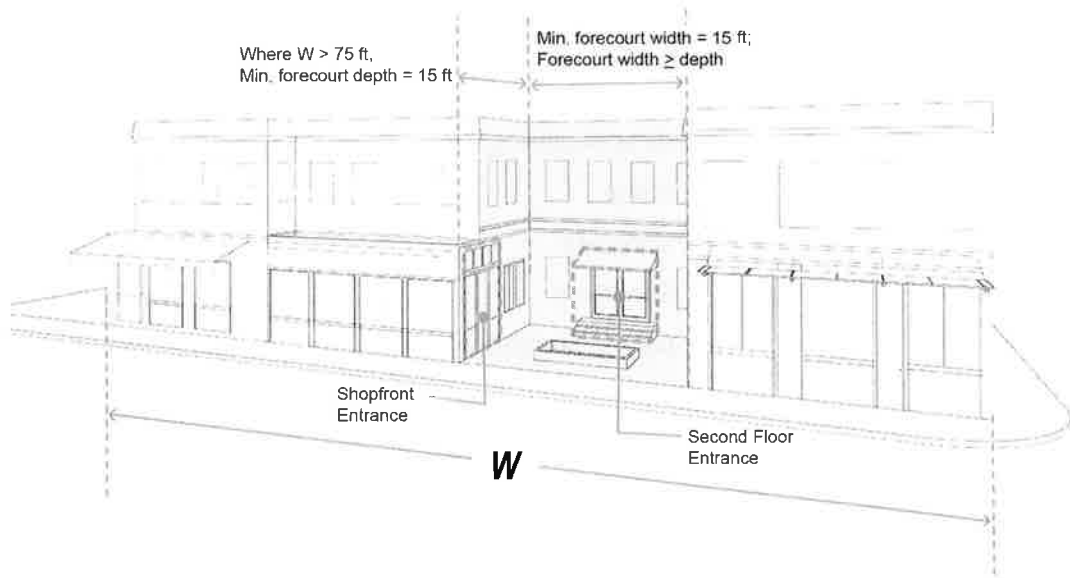 Where W > 75 ft,
Min. forecourt depth = 15 ft
Min. forecourt width = 15 ft;
Forecourt width ≥ depth
Shopfront
Entrance
Second Floor
Entrance
W